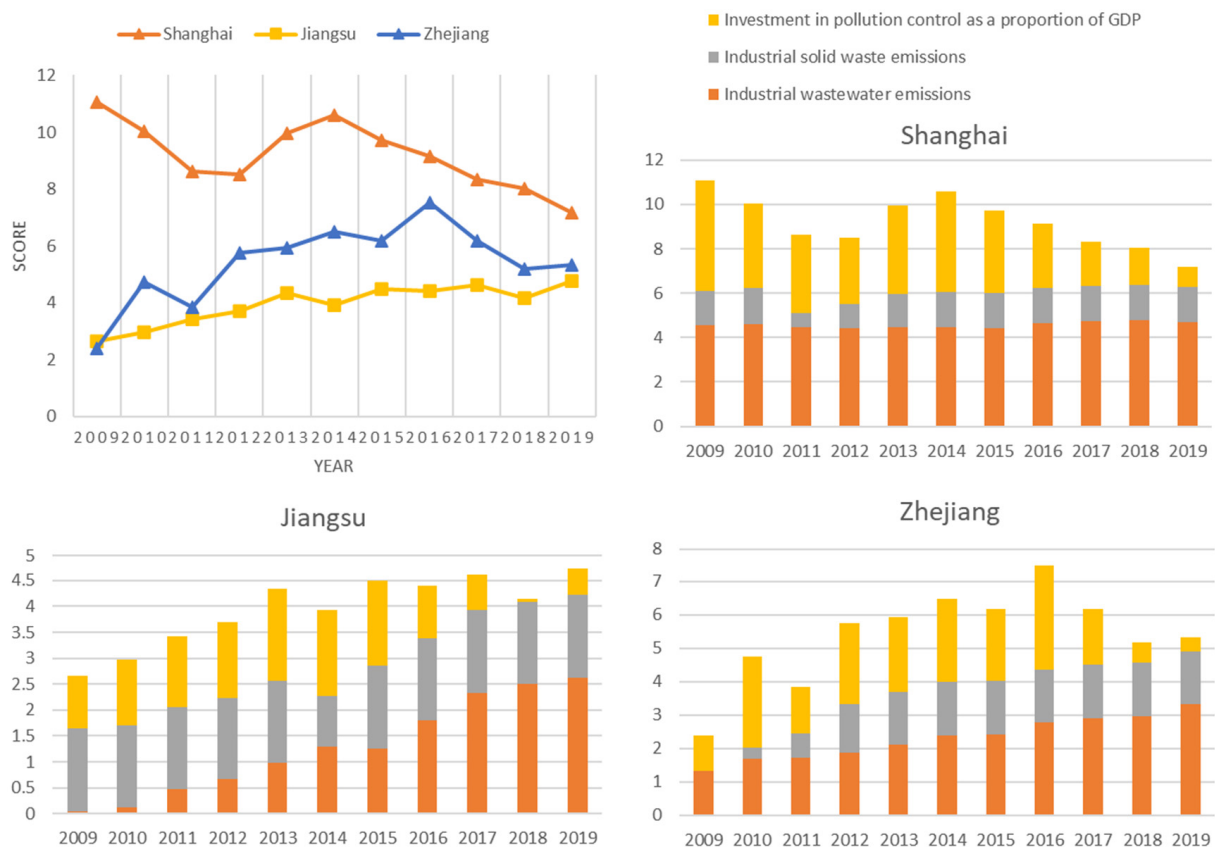 Shanghai Jiangsu Zhejiang
12
10
8
6
4
2
0
SCORE
2009 2010 2011 2012 2013 2014 2015 2016 2017 2018 2019
YEAR
Investment in pollution control as a proportion of GDP
Industrial solid waste emissions
Industrial wastewater emissions
Shanghai
12
10
8
6
4
2
0
2009 2010 2011 2012 2013 2014 2015 2016 2017 2018 2019
Jiangsu
5
4.5
4
3.5
3
2.5
2
1.5
1
0.5
0
2009 2010 2011 2012 2013 2014 2015 2016 2017 2018 2019
Zhejiang
8
7
6
5
4
3
2
1
0
2009 2010 2011 2012 2013 2014 2015 2016 2017 2018 2019